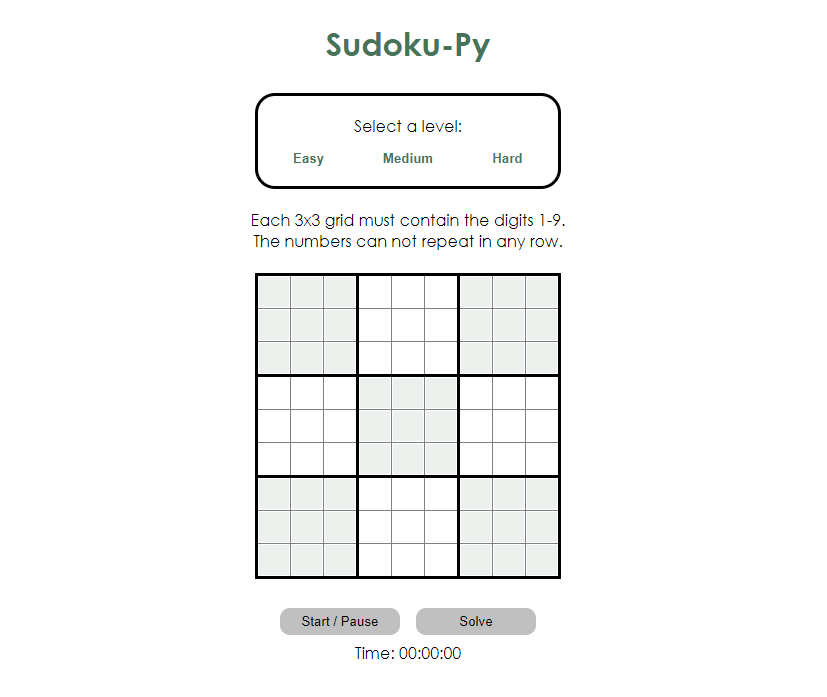 Sudoku-Py
Select a level:
Easy Medium Hard
Each 3x3 grid must contain the digits 1-9.
The numbers can not repeat in any row.
Start / Pause Solve
Time: 00:00:00